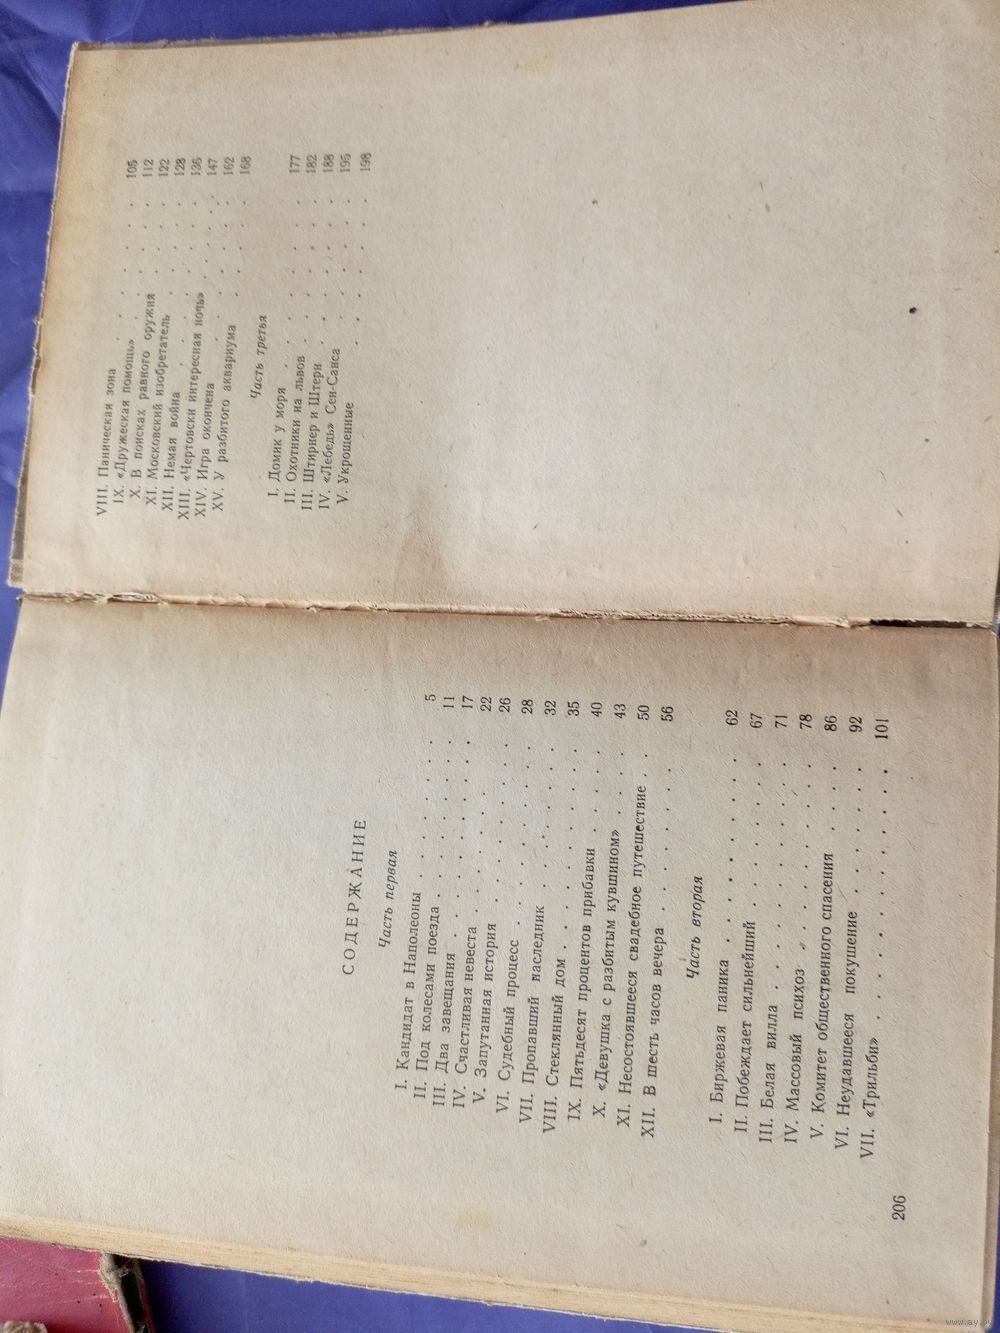 СОДЕРЖАНИЕ
Часть первая
I. Кандидат в Наполеоны . . . . . . . 5
II. Под колесами поезда . . . . . . . 11
III. Два завещания . . . . . . . . 17
IV. Счастливая невеста . . . . . . . 22
V. Запутанная история . . . . . . . 26
VI. Судебный процесс . . . . . . . 28
VII. Пропавший наследник . . . . . . . 32
VIII. Стеклянный дом . . . . . . . . 35
IX. Пятьдесят процентов прибавки . . . . . 40
X. «Девушка с разбитым кувшином» . . . . 43
XI. Несостоявшееся свадебное путешествие . . 50
XII. В шесть часов вечера . . . . . . . 56
Часть вторая
I. Биржевая паника . . . . . . . . 62
II. Побеждает сильнейший . . . . . . . 67
III. Белая вилла . . . . . . . . . 71
IV. Массовый психоз . . . . . . . . 78
V. Комитет общественного спасения . . . . 86
VI. Неудавшееся покушение . . . . . . 92
VII. «Трильби» . . . . . . . . . . 101
206
VIII. Паническая зона . . . . . . . 105
IX. «Дружеская помощь» . . . . . . 112
X. В поисках равного оружия . . . . 122
XI. Московский изобретатель . . . . . 128
XII. Немая война . . . . . . . . 136
XIII. «Чертовски интересная ночь» . . . . 147
XIV. Игра окончена . . . . . . . 162
XV. У разбитого аквариума . . . . . 168
Часть третья
I. Домик у моря . . . . . . . . 177
II. Охотники на львов . . . . . . . 182
III. Штирнер и Штерн . . . . . . . 188
IV. «Лебедь» Сен-Санса . . . . . . 195
V. Укрощенные . . . . . . . . 198
www.ay.by